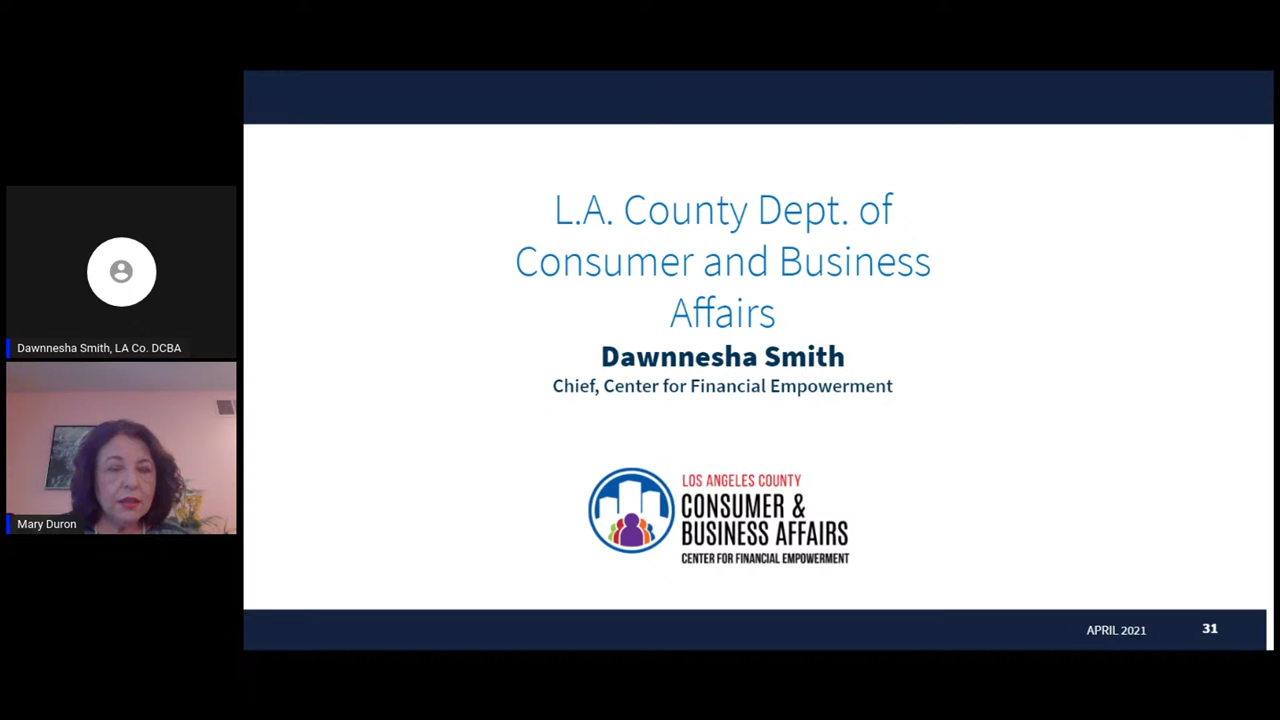 L.A. County Dept. of
Consumer and Business
Affairs
Dawnnesha Smith
Chief, Center for Financial Empowerment
LOS ANGELES COUNTY
CONSUMER &
BUSINESS AFFAIRS
CENTER FOR FINANCIAL EMPOWERMENT
APRIL 2021
31
Dawnnesha Smith, LA Co. DCBA
Mary Duron